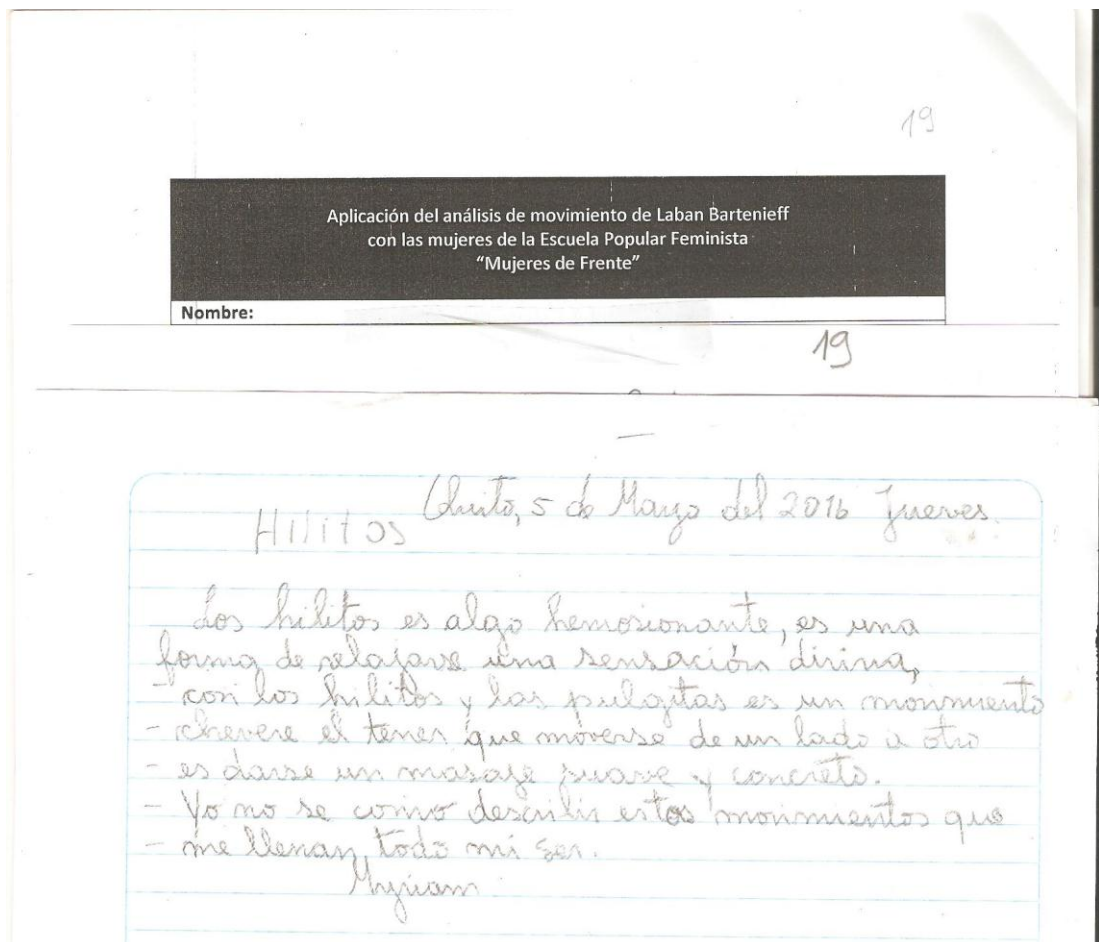 19
Aplicación del análisis de movimiento de Laban Bartenieff
con las mujeres de la Escuela Popular Feminista
“Mujeres de Frente”
Nombre:
19
Quito, 5 de Mayo del 2016 Jueves.
Hilitos
Los hilitos es algo hemosionante, es una
forma de relajarse una sensación divina,
- con los hilitos y las pulgitas es un movimiento
- chevere el tener que moverse de un lado a otro
- es darse un masaje suave y concreto.
- Yo no se como describir estos movimientos que
- me llenan todo mi ser.
Myriam